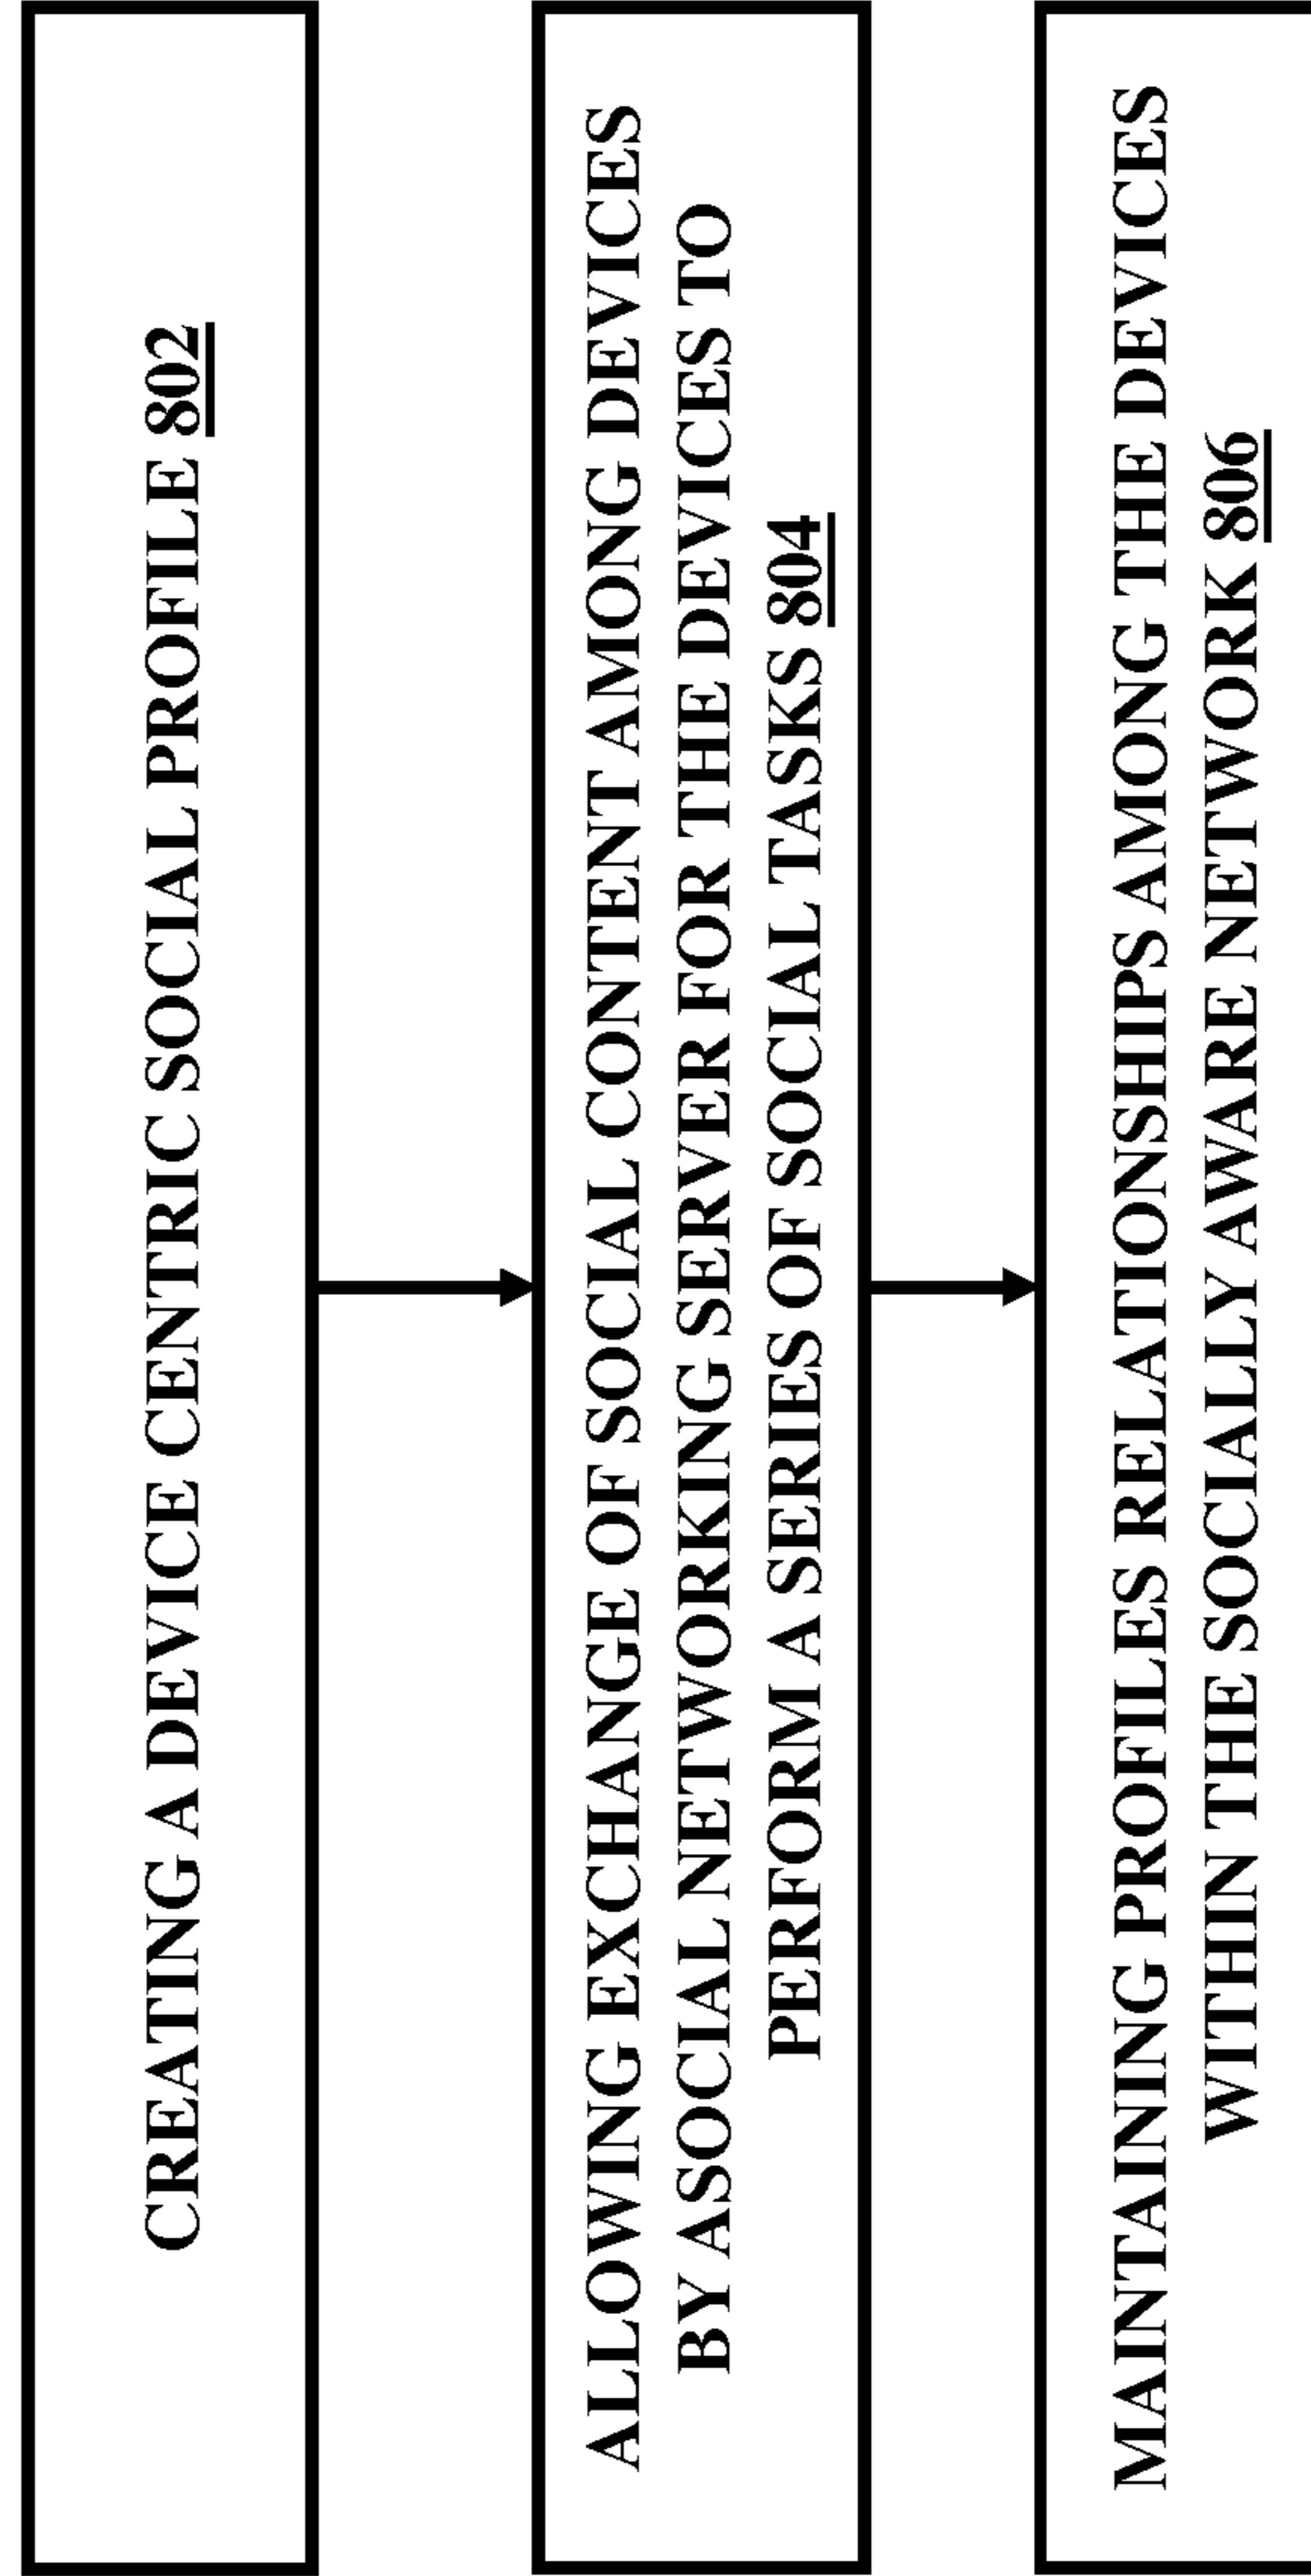 CREATING A DEVICE CENTRIC SOCIAL PROFILE 802
ALLOWING EXCHANGE OF SOCIAL CONTENT AMONG DEVICES
BY ASOCIAL NETWORKING SERVER FOR THE DEVICES TO
PERFORM A SERIES OF SOCIAL TASKS 804
MAINTAINING PROFILES RELATIONSHIPS AMONG THE DEVICES
WITHIN THE SOCIALLY AWARE NETWORK 806